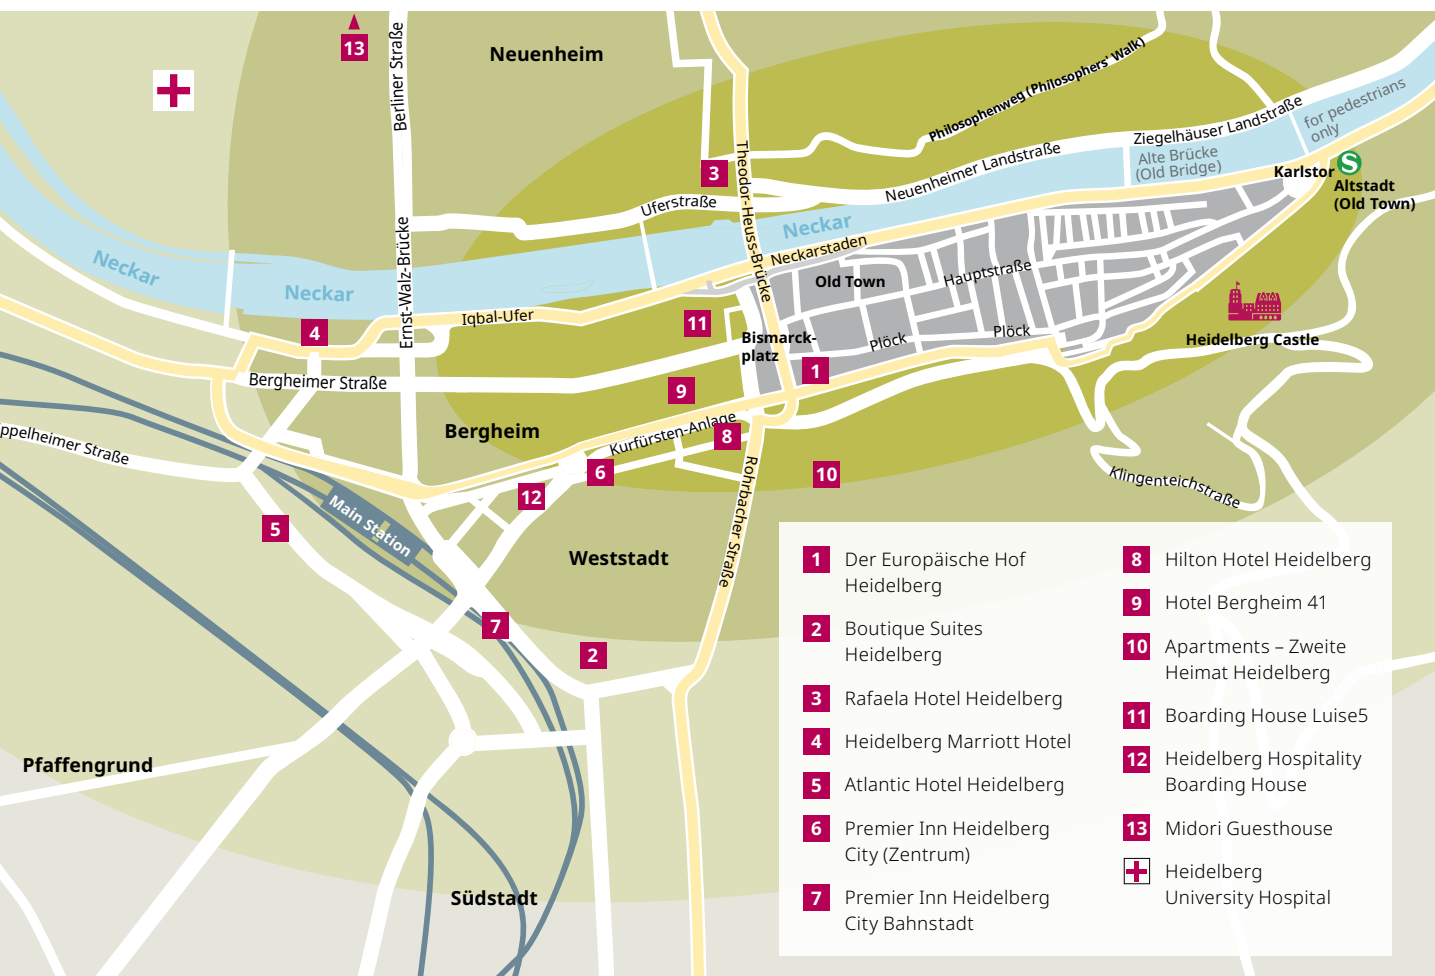 13
Berliner Straße
Neuenheim
Philosophenweg (Philosophers' Walk)
for pedestrians
only
Ziegelhäuser Landstraße
Alte Brücke
(Old Bridge)
Neuenheimer Landstraße
S
Karlstor
Altstadt
(Old Town)
3
Theodor-Heuss-Brücke
Uferstraße
Neckar
Neckarstaden
Neckar
Neckar
Ernst-Walz-Brücke
Old Town
Hauptstraße
4
Iqbal-Ufer
11
Bismarck-
platz
Plöck
Plöck
Heidelberg Castle
1
Bergheimer Straße
9
Bergheim
Kurfürsten-Anlage
8
ppelheimer Straße
6
10
Klingenteichstraße
12
Rohrbacher Straße
Main Station
5
Weststadt
7
2
Pfaffengrund
Südstadt
1 Der Europäische Hof
Heidelberg
2 Boutique Suites
Heidelberg
3 Rafaela Hotel Heidelberg
4 Heidelberg Marriott Hotel
5 Atlantic Hotel Heidelberg
6 Premier Inn Heidelberg
City (Zentrum)
7 Premier Inn Heidelberg
City Bahnstadt
8 Hilton Hotel Heidelberg
9 Hotel Bergheim 41
10 Apartments – Zweite
Heimat Heidelberg
11 Boarding House Luise5
12 Heidelberg Hospitality
Boarding House
13 Midori Guesthouse
Heidelberg
University Hospital